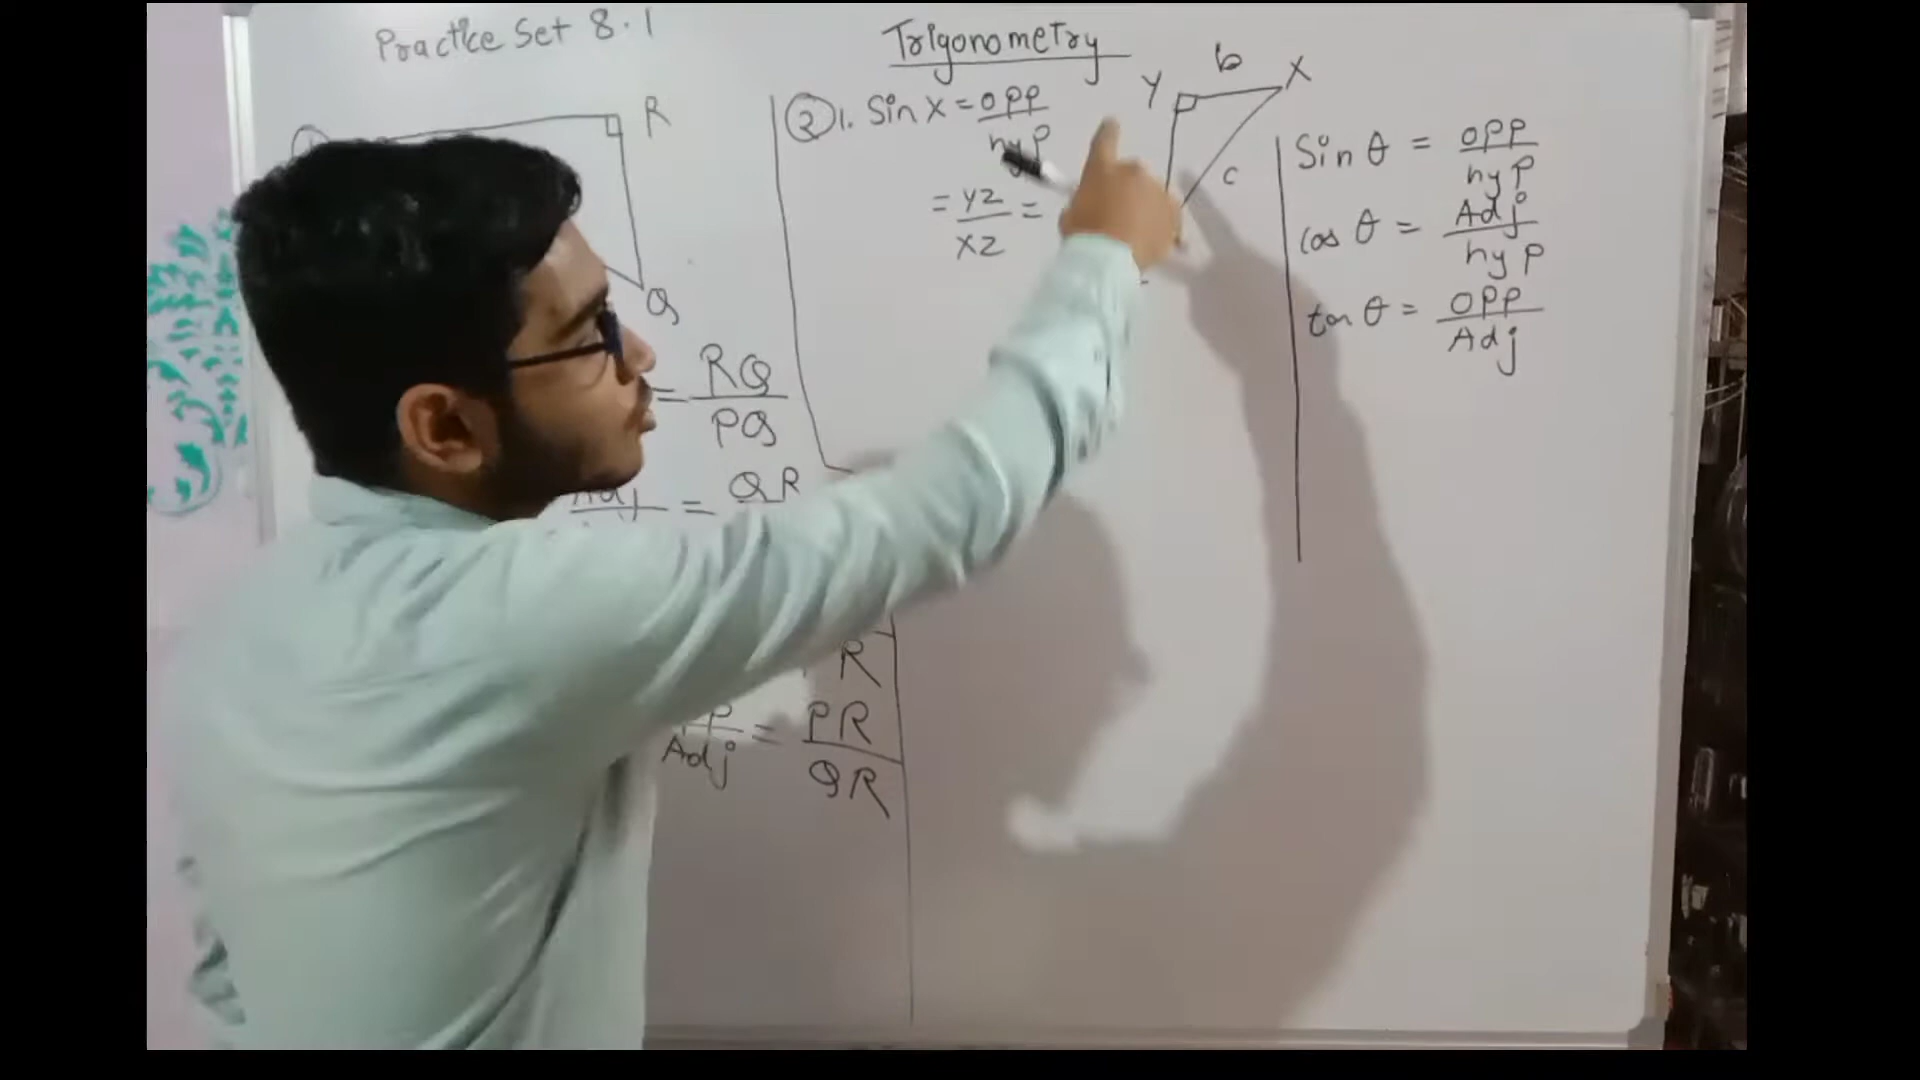 Practice Set 8.1
Trigonometry
R
Q
= RQ
PQ
Adj = QR
R
= PR
Adj QR
② 1. Sin X = opp
hyp
= YZ =
XZ
Y b X
c
Sin θ = opp
hyp
cos θ = Adj
hyp
tan θ = opp
Adj